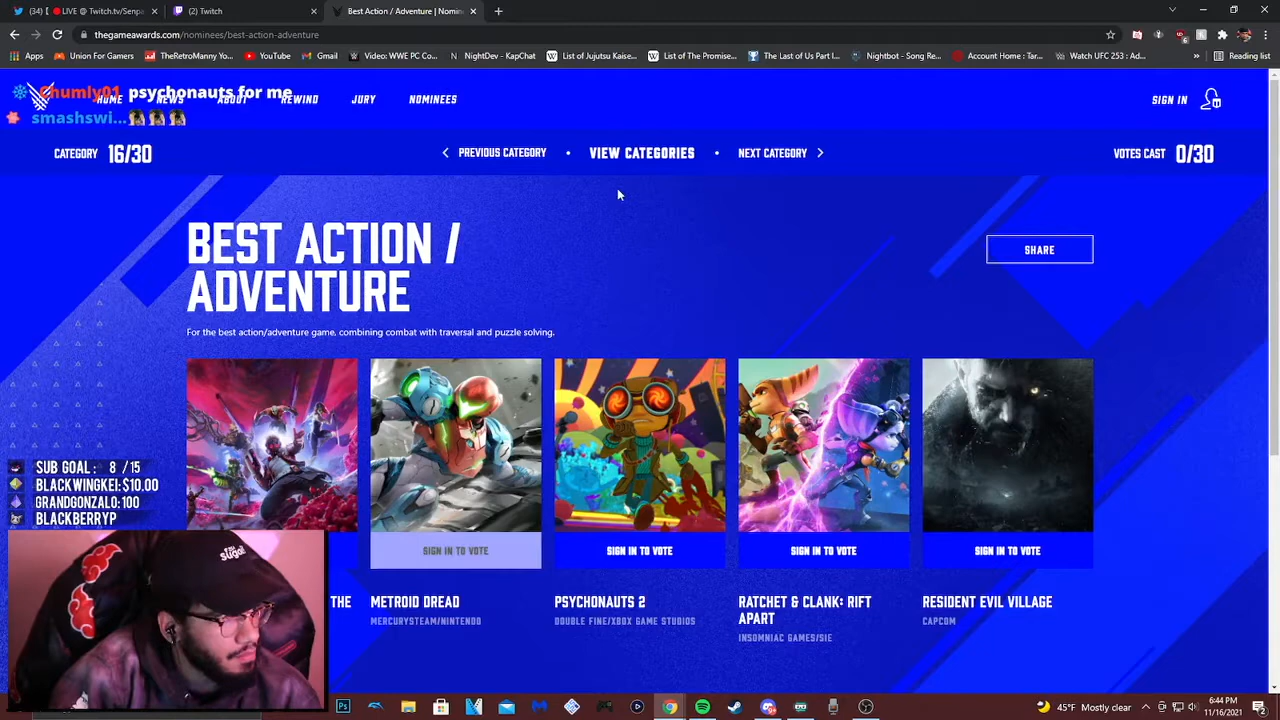 (34) [ LIVE @ Twitch.tv/Senpa
(2) Twitch
Best Action / Adventure | Nomin
thegameawards.com/nominees/best-action-adventure
Apps
Union For Gamers
TheRetroManny Yo...
YouTube
Maps
Gmail
Video: WWE PC Co...
NightDev - KapChat
List of Jujutsu Kaise...
List of The Promise...
The Last of Us Part I...
Nightbot - Song Re...
Account Home : Tar...
Watch UFC 253 : Ad...
Reading list
Chumly01 psychonauts for me
smashswi...
HOME
NEWS
ABOUT
REWIND
JURY
NOMINEES
SIGN IN
CATEGORY 16/30
PREVIOUS CATEGORY
VIEW CATEGORIES
NEXT CATEGORY
VOTES CAST 0/30
BEST ACTION /
ADVENTURE
SHARE
For the best action/adventure game, combining combat with traversal and puzzle solving.
SUB GOAL : 8 /15
BLACKWINGKEI: $10.00
GRANDGONZALO: 100
BLACKBERRYP
SIGN IN TO VOTE
SIGN IN TO VOTE
SIGN IN TO VOTE
SIGN IN TO VOTE
THE
METROID DREAD
MERCURYSTEAM/NINTENDO
PSYCHONAUTS 2
DOUBLE FINE/XBOX GAME STUDIOS
RATCHET & CLANK: RIFT
APART
INSOMNIAC GAMES/SIE
RESIDENT EVIL VILLAGE
CAPCOM
45°F Mostly clear
6:44 PM
11/16/2021